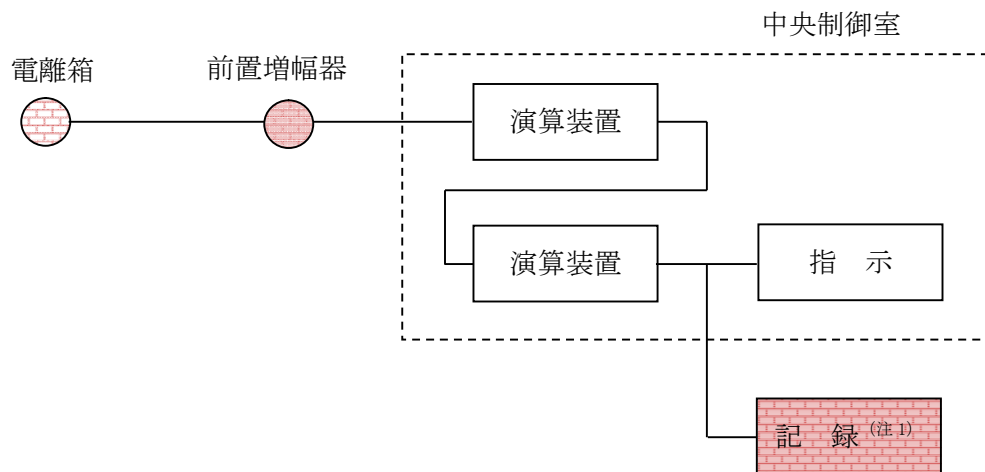 中央制御室
電離箱
前置増幅器
演算装置
演算装置
指 示
記 録 (注1)